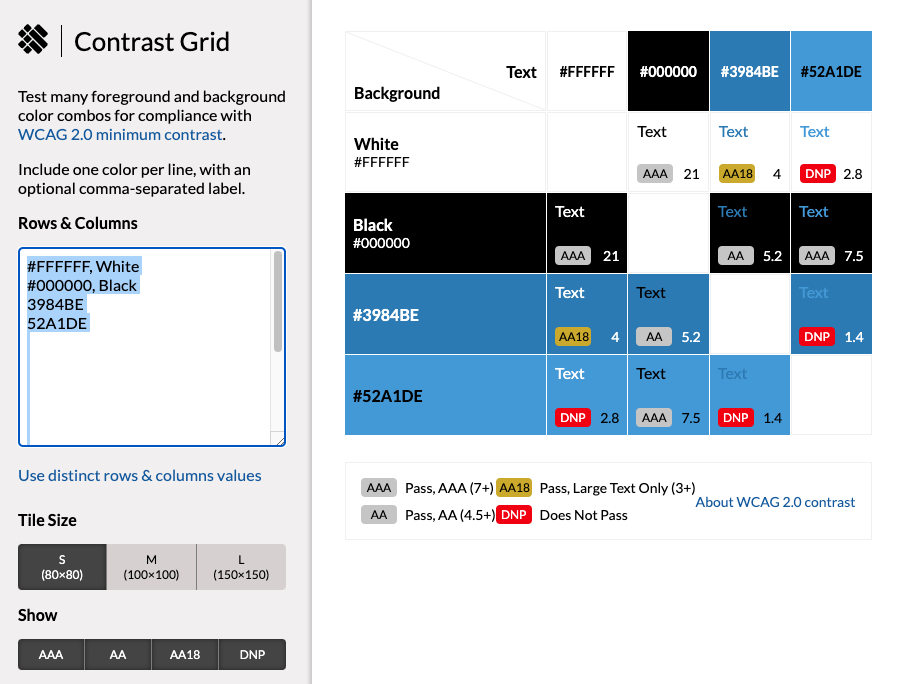 Contrast Grid
Test many foreground and background
color combos for compliance with
WCAG 2.0 minimum contrast.
Include one color per line, with an
optional comma-separated label.
Rows & Columns
#FFFFFF, White
#000000, Black
3984BE
52A1DE
Use distinct rows & columns values
Tile Size
S M L
(80×80) (100×100) (150×150)
Show
AAA AA AA18 DNP
Text #FFFFFF #000000 #3984BE #52A1DE
Background
White
#FFFFFF
Text Text Text
AAA 21 AA18 4 DNP 2.8
Black
#000000
Text Text Text
AAA 21 AA 5.2 AAA 7.5
#3984BE
Text Text Text
AA18 4 AA 5.2 DNP 1.4
#52A1DE
Text Text Text
DNP 2.8 AAA 7.5 DNP 1.4
AAA Pass, AAA (7+) AA18 Pass, Large Text Only (3+)
AA Pass, AA (4.5+) DNP Does Not Pass
About WCAG 2.0 contrast